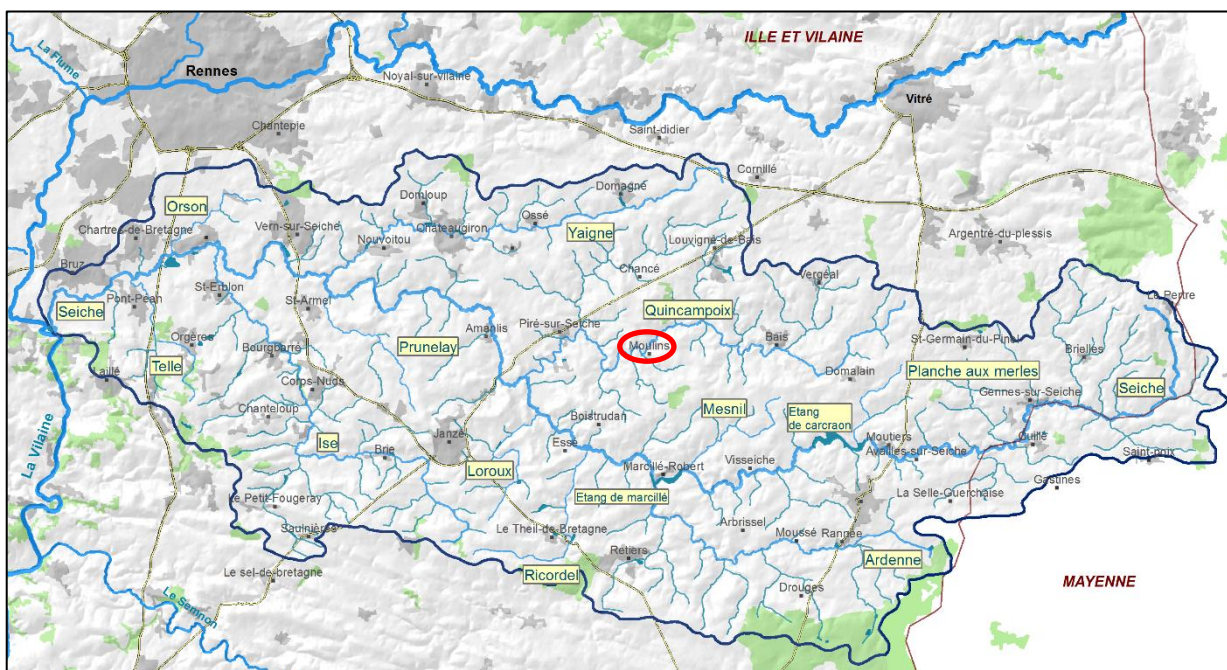 ILLE ET VILAINE
La Flume
Rennes
Noyal-sur-vilaine
Vitré
Chantepie
Saint-didier
Cornillé
Domloup
Domagné
Orson
Ossé
Chartres-de-Bretagne
Vern-sur-Seiche
Châteaugiron
Yaigne
Argentré-du-plessis
Nouvoitou
Louvigné-de-Bais
Bruz
Chancé
Vergéal
St-Erblon
Le Pertre
Seiche
Pont-Péan
St-Armel
Quincampoix
Amanlis
Piré-sur-Seiche
Orgères
Bourgbarré
Prunelay
Moulins
Bais
St-Germain-du-Pinel
Brielles
Telle
Laillé
Domalain
Planche aux merles
Corps-Nuds
Gennes-sur-Seiche
Seiche
Chanteloup
Boistrudan
Mesnil
Etang
de carcraon
La Vilaine
Ise
Janzé
Essé
Moutiers
Cuillé
Brie
Availles-sur-Seiche
Saint-poix
Loroux
Marcillé-Robert
Visseiche
Gastines
Le Petit-Fougeray
Etang de marcillé
La Selle-Guerchaise
Saulnières
Le Theil-de-Bretagne
Arbrissel
Moussé
Rannée
Retiers
Ardenne
Le sel-de-bretagne
Ricordel
Drouges
MAYENNE
Le Semnon